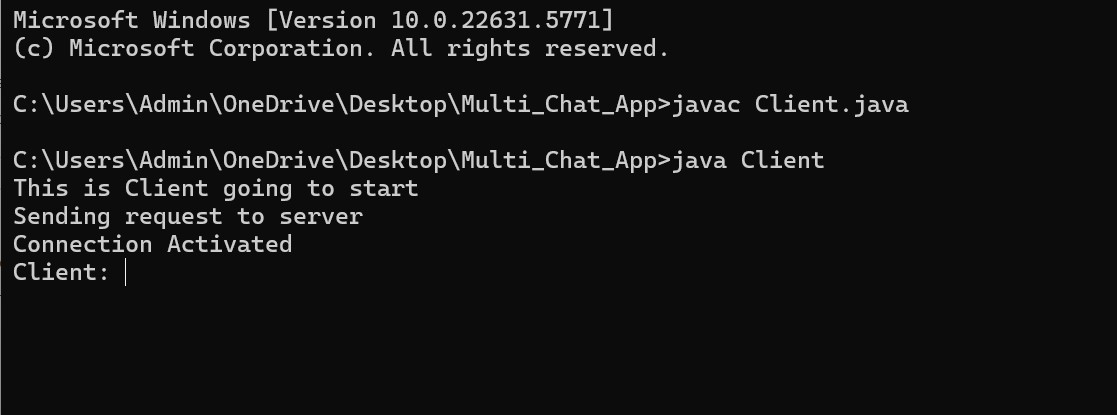 Microsoft Windows [Version 10.0.22631.5771]
(c) Microsoft Corporation. All rights reserved.
C:\Users\Admin\OneDrive\Desktop\Multi_Chat_App>javac Client.java
C:\Users\Admin\OneDrive\Desktop\Multi_Chat_App>java Client
This is Client going to start
Sending request to server
Connection Activated
Client: